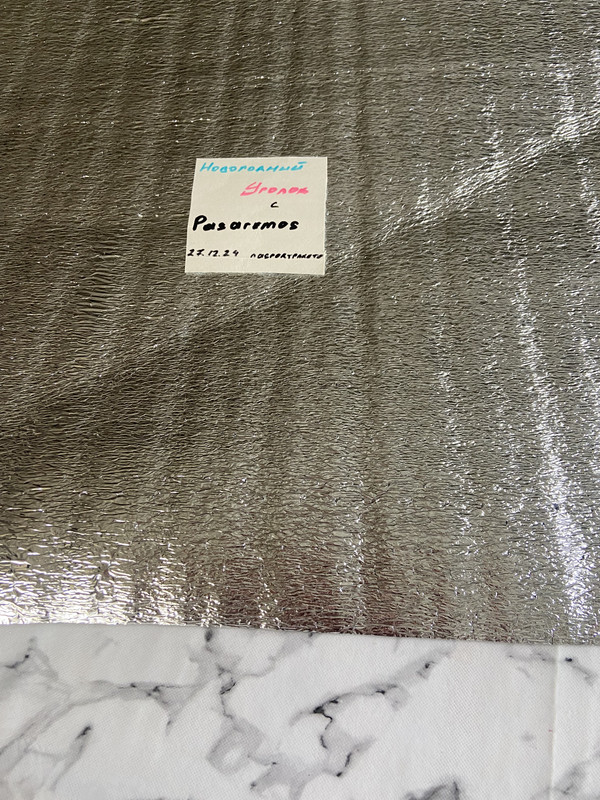 Новогодний
Уголок
с
Pasaremos
27.12.24